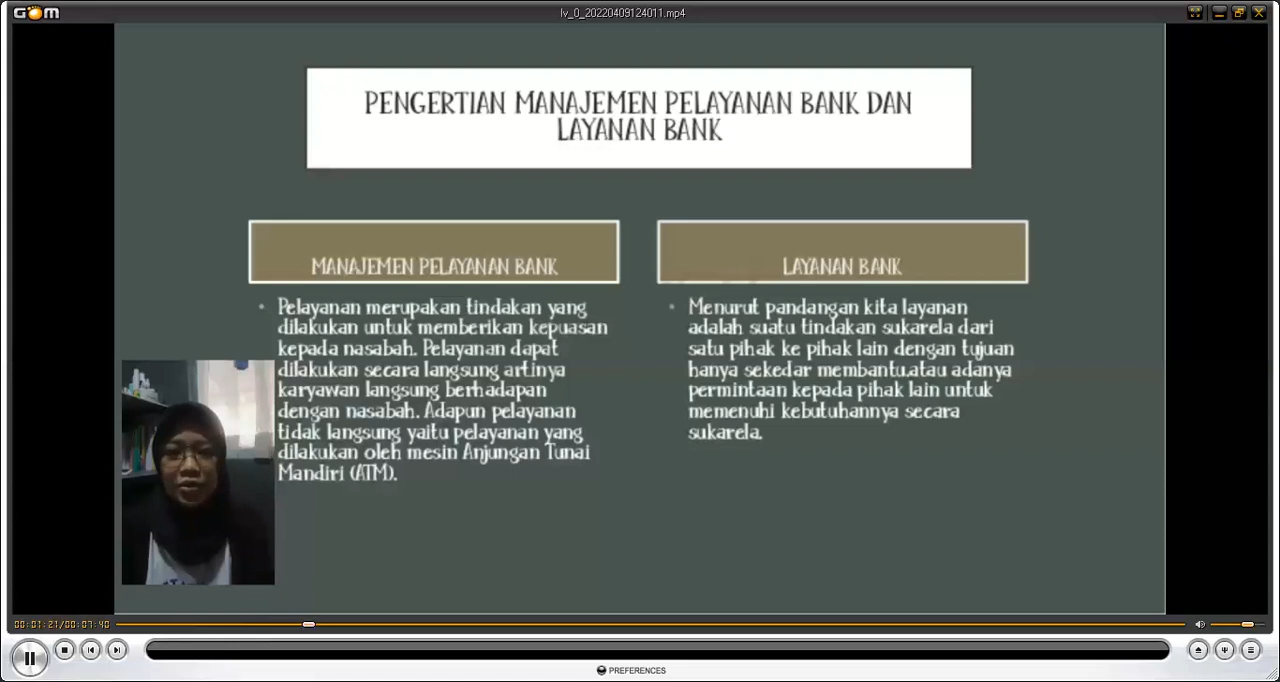 GOM
lv_0_20220409124011.mp4
PENGERTIAN MANAJEMEN PELAYANAN BANK DAN
LAYANAN BANK
MANAJEMEN PELAYANAN BANK
Pelayanan merupakan tindakan yang
dilakukan untuk memberikan kepuasan
kepada nasabah. Pelayanan dapat
dilakukan secara langsung artinya
karyawan langsung berhadapan
dengan nasabah. Adapun pelayanan
tidak langsung yaitu pelayanan yang
dilakukan oleh mesin Anjungan Tunai
Mandiri (ATM).
LAYANAN BANK
Menurut pandangan kita layanan
adalah suatu tindakan sukarela dari
satu pihak ke pihak lain dengan tujuan
hanya sekedar membantu.atau adanya
permintaan kepada pihak lain untuk
memenuhi kebutuhannya secara
sukarela.
00:01:21/00:07:40
PREFERENCES